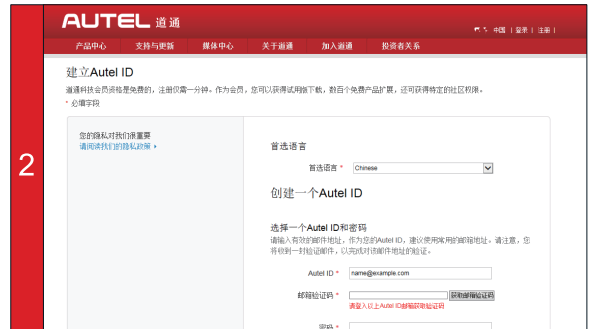 AUTEL 道通
中国 | 登录 | 注册 |
产品中心 支持与更新 媒体中心 关于道通 加入道通 投资者关系
建立Autel ID
道通科技会员资格是免费的，注册仅需一分钟。作为会员，您可以获得试用版下载，数百个免费产品扩展，还可获得特定的社区权限。
* 必填字段
您的隐私对我们很重要
请阅读我们的隐私政策
2
首选语言
首选语言 * Chinese
创建一个Autel ID
选择一个Autel ID和密码
请输入有效的邮件地址，作为您的Autel ID，建议使用常用的邮箱地址。请注意，您
将收到一封验证邮件，以完成对该邮件地址的验证。
Autel ID * name@example.com
邮箱验证码 * 获取邮箱验证码
请登入以上Autel ID邮箱获取验证码
密码 *